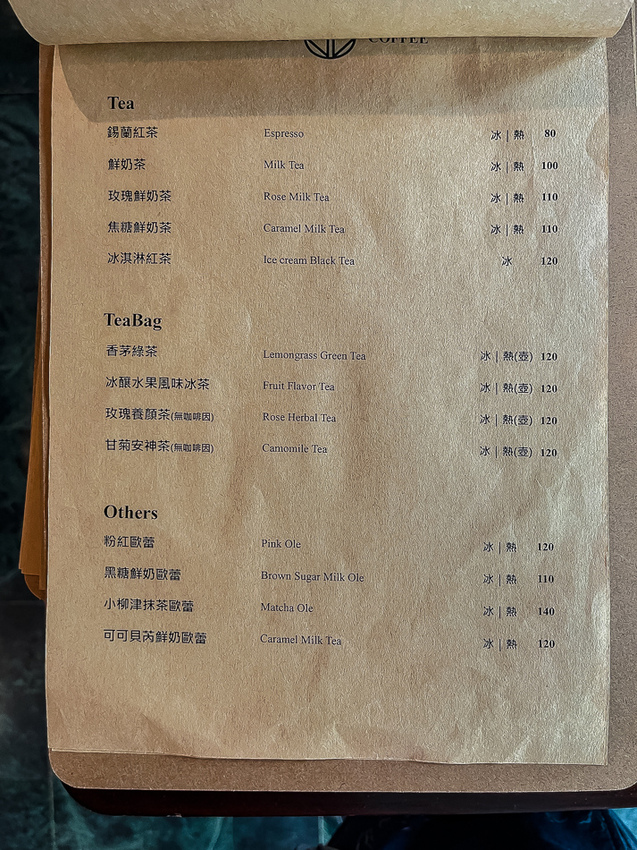 COFFEE
Tea
錫蘭紅茶 Espresso 冰 | 熱 80
鮮奶茶 Milk Tea 冰 | 熱 100
玫瑰鮮奶茶 Rose Milk Tea 冰 | 熱 110
焦糖鮮奶茶 Caramel Milk Tea 冰 | 熱 110
冰淇淋紅茶 Ice cream Black Tea 冰 120
TeaBag
香茅綠茶 Lemongrass Green Tea 冰 | 熱(壺) 120
冰釀水果風味冰茶 Fruit Flavor Tea 冰 | 熱(壺) 120
玫瑰養顏茶(無咖啡因) Rose Herbal Tea 冰 | 熱(壺) 120
甘菊安神茶(無咖啡因) Camomile Tea 冰 | 熱(壺) 120
Others
粉紅歐蕾 Pink Ole 冰 | 熱 120
黑糖鮮奶歐蕾 Brown Sugar Milk Ole 冰 | 熱 110
小柳津抹茶歐蕾 Matcha Ole 冰 | 熱 140
可可貝芮鮮奶歐蕾 Caramel Milk Tea 冰 | 熱 120